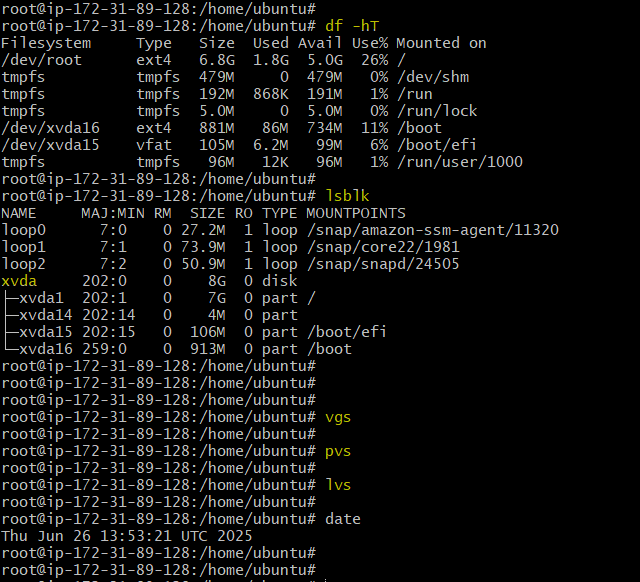 root@ip-172-31-89-128:/home/ubuntu#
root@ip-172-31-89-128:/home/ubuntu# df -hT
Filesystem     Type   Size  Used Avail Use% Mounted on
/dev/root      ext4   6.8G  1.8G  5.0G  26% /
tmpfs          tmpfs  479M     0  479M   0% /dev/shm
tmpfs          tmpfs  192M  868K  191M   1% /run
tmpfs          tmpfs  5.0M     0  5.0M   0% /run/lock
/dev/xvda16    ext4   881M   86M  734M  11% /boot
/dev/xvda15    vfat   105M  6.2M   99M   6% /boot/efi
tmpfs          tmpfs   96M   12K   96M   1% /run/user/1000
root@ip-172-31-89-128:/home/ubuntu#
root@ip-172-31-89-128:/home/ubuntu# lsblk
NAME     MAJ:MIN RM  SIZE RO TYPE MOUNTPOINTS
loop0      7:0    0 27.2M  1 loop /snap/amazon-ssm-agent/11320
loop1      7:1    0 73.9M  1 loop /snap/core22/1981
loop2      7:2    0 50.9M  1 loop /snap/snapd/24505
xvda     202:0    0    8G  0 disk
├─xvda1  202:1    0    7G  0 part /
├─xvda14 202:14   0    4M  0 part
├─xvda15 202:15   0  106M  0 part /boot/efi
└─xvda16 259:0    0  913M  0 part /boot
root@ip-172-31-89-128:/home/ubuntu#
root@ip-172-31-89-128:/home/ubuntu#
root@ip-172-31-89-128:/home/ubuntu#
root@ip-172-31-89-128:/home/ubuntu# vgs
root@ip-172-31-89-128:/home/ubuntu#
root@ip-172-31-89-128:/home/ubuntu# pvs
root@ip-172-31-89-128:/home/ubuntu#
root@ip-172-31-89-128:/home/ubuntu# lvs
root@ip-172-31-89-128:/home/ubuntu#
root@ip-172-31-89-128:/home/ubuntu# date
Thu Jun 26 13:53:21 UTC 2025
root@ip-172-31-89-128:/home/ubuntu#
root@ip-172-31-89-128:/home/ubuntu#